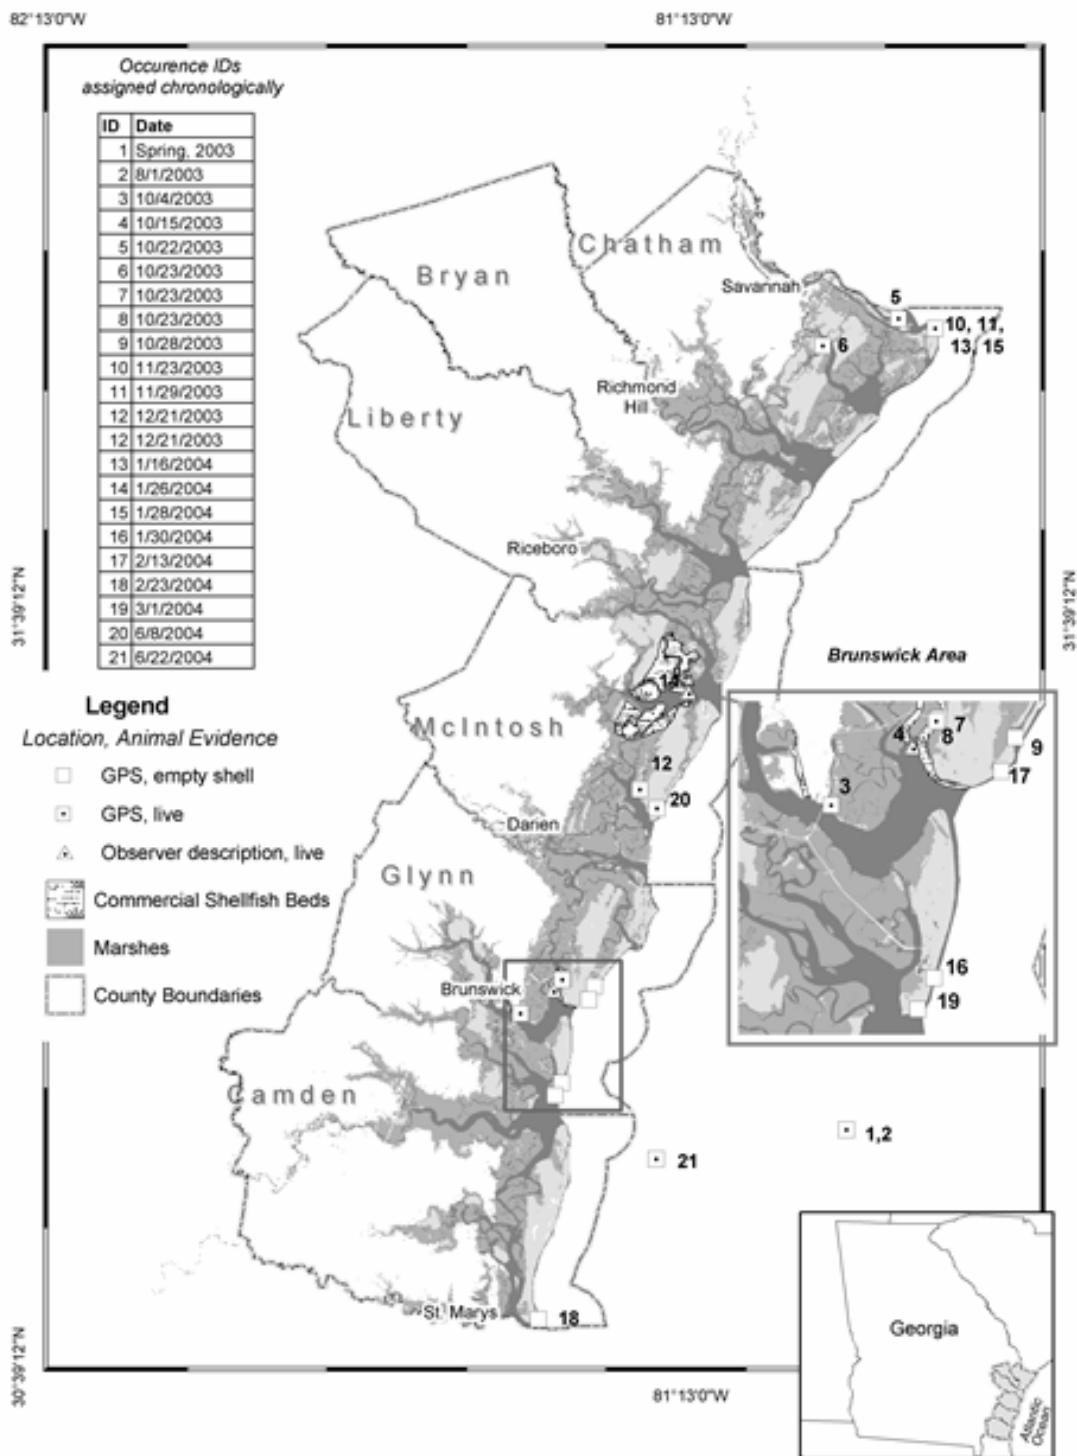 82°13'0"W
81°13'0"W
Occurence IDs
assigned chronologically
ID Date
1 Spring, 2003
2 8/1/2003
3 10/4/2003
4 10/15/2003
5 10/22/2003
6 10/23/2003
7 10/23/2003
8 10/23/2003
9 10/28/2003
10 11/23/2003
11 11/29/2003
12 12/21/2003
12 12/21/2003
13 1/16/2004
14 1/26/2004
15 1/28/2004
16 1/30/2004
17 2/13/2004
18 2/23/2004
19 3/1/2004
20 6/8/2004
21 6/22/2004
Chatham
Bryan
Savannah
5
10, 11,
13, 15
6
Richmond
Hill
Liberty
Riceboro
31°39'12"N
31°39'12"N
14
McIntosh
12
20
Darien
Glynn
Brunswick
Camden
21
1,2
St. Marys
18
Brunswick Area
4
7
8
9
17
3
16
19
Legend
Location, Animal Evidence
GPS, empty shell
GPS, live
Observer description, live
Commercial Shellfish Beds
Marshes
County Boundaries
30°39'12"N
81°13'0"W
Georgia
Atlantic
Ocean